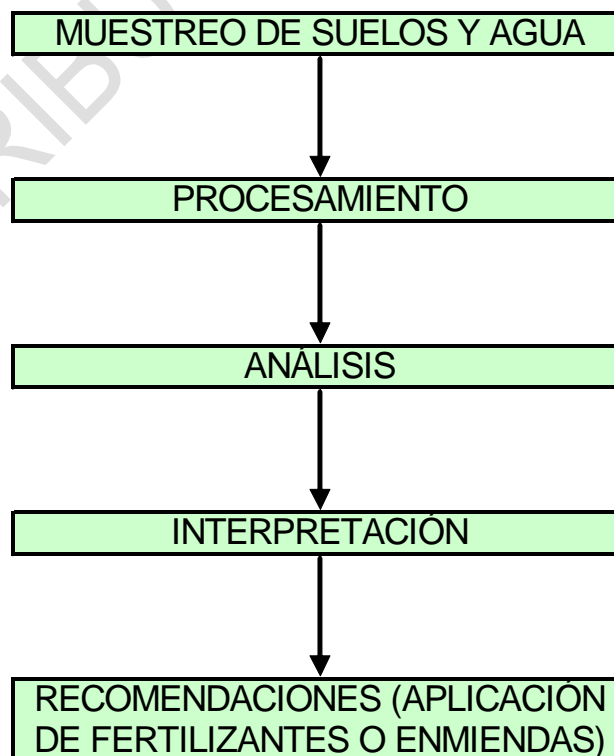 MUESTREO DE SUELOS Y AGUA
PROCESAMIENTO
ANÁLISIS
INTERPRETACIÓN
RECOMENDACIONES (APLICACIÓN
DE FERTILIZANTES O ENMIENDAS)